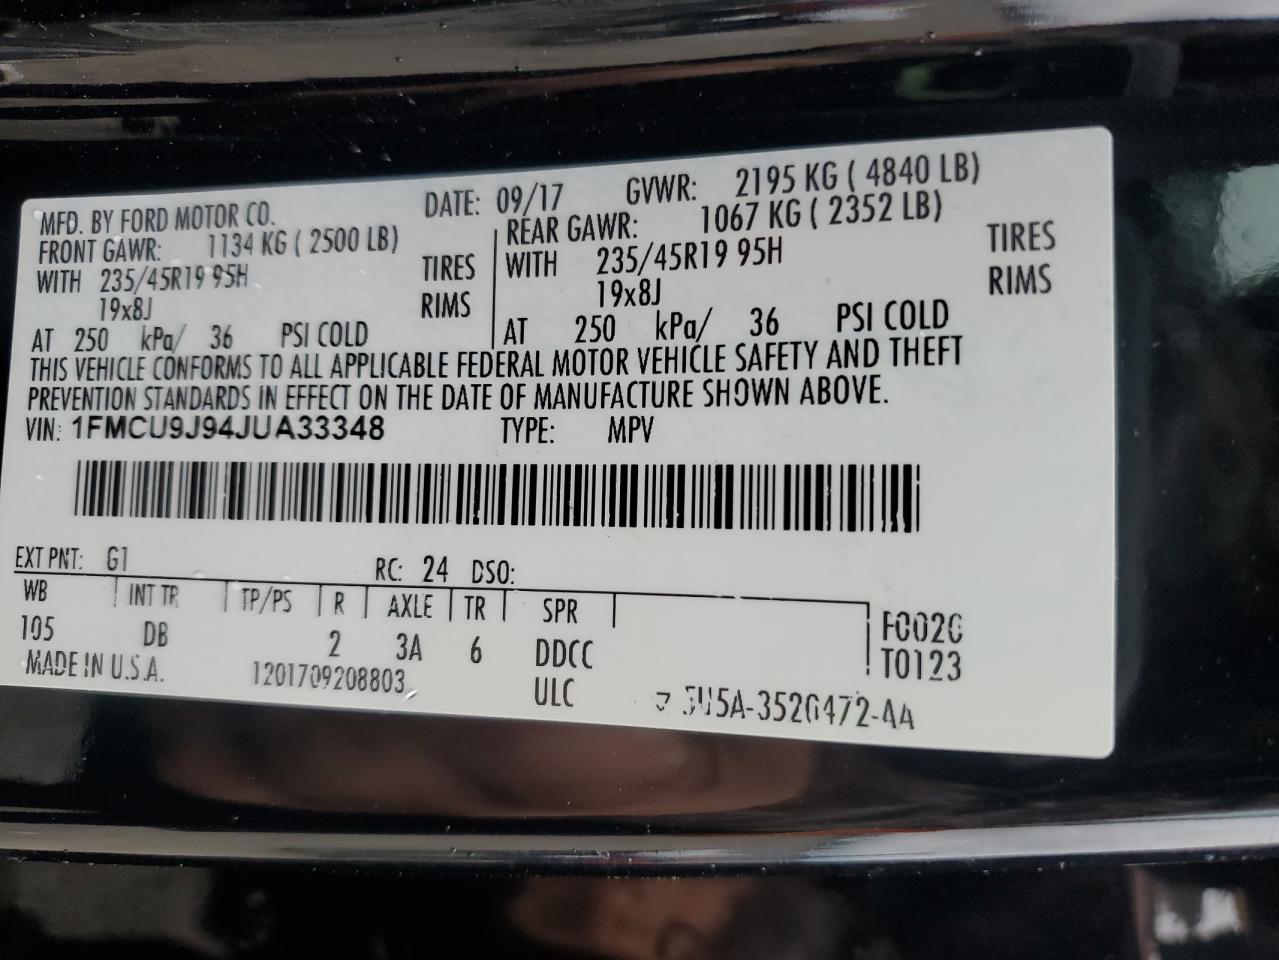 MFD. BY FORD MOTOR CO. DATE: 09/17 GVWR: 2195 KG ( 4840 LB)
FRONT GAWR: 1134 KG ( 2500 LB) REAR GAWR: 1067 KG ( 2352 LB)
WITH 235/45R19 95H TIRES WITH 235/45R19 95H TIRES
19x8J RIMS 19x8J RIMS
AT 250 kPa/ 36 PSI COLD AT 250 kPa/ 36 PSI COLD
THIS VEHICLE CONFORMS TO ALL APPLICABLE FEDERAL MOTOR VEHICLE SAFETY AND THEFT
PREVENTION STANDARDS IN EFFECT ON THE DATE OF MANUFACTURE SHOWN ABOVE.
VIN: 1FMCU9J94JUA33348 TYPE: MPV
EXT PNT: G1 RC: 24 DSO:
WB INT TR TP/PS R AXLE TR SPR
105 DB 2 3A 6 DDCC
MADE IN U.S.A. 1201709208803 ULC
T0123